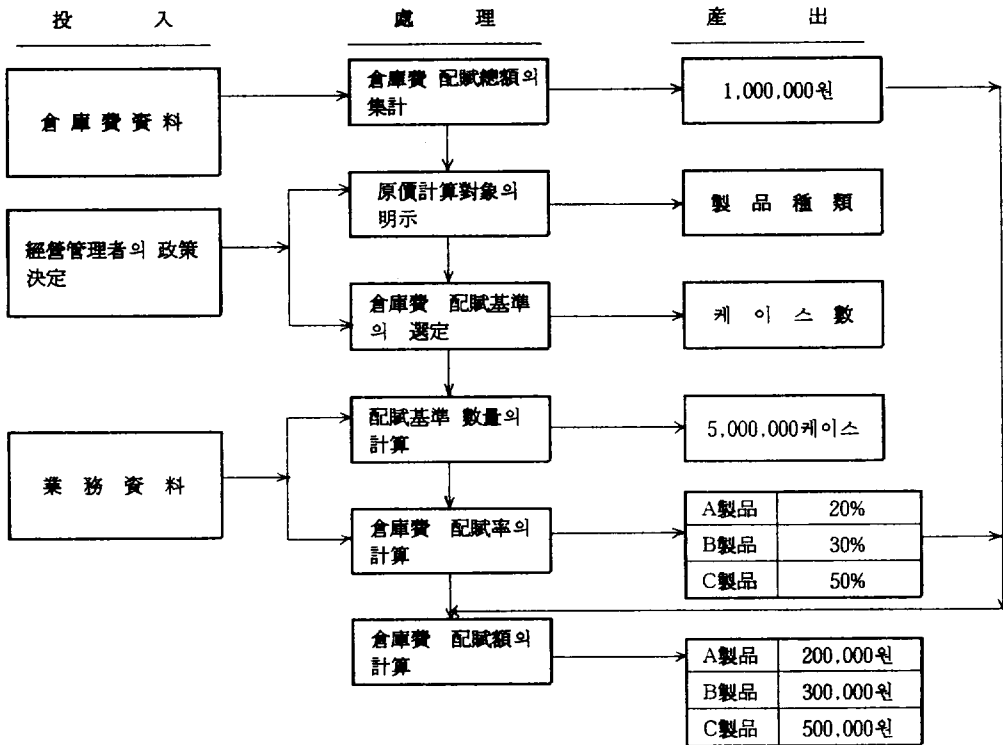 投 入
處 理
産 出
倉庫費資料
倉庫費 配賦總額의
集計
1,000,000원
經營管理者의 政策
決定
原價計算對象의
明示
製品種類
倉庫費 配賦基準
의 選定
케이스數
業務資料
配賦基準 數量의
計算
5,000,000케이스
倉庫費 配賦率의
計算
A製品 20%
B製品 30%
C製品 50%
倉庫費 配賦額의
計算
A製品 200,000원
B製品 300,000원
C製品 500,000원